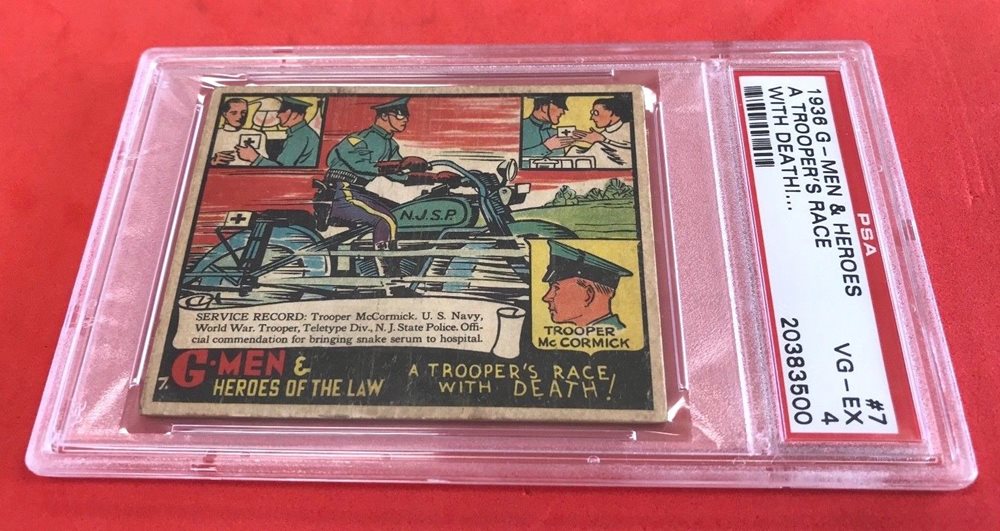 N.J.S.P.
SERVICE RECORD: Trooper McCormick. U. S. Navy,
World War. Trooper, Teletype Div., N. J. State Police. Offi-
cial commendation for bringing snake serum to hospital.
TROOPER
Mc CORMICK
7.
G-MEN &
HEROES OF THE LAW
A TROOPER'S RACE
WITH DEATH!
PSA
1936 G-MEN & HEROES #7
A TROOPER'S RACE VG-EX
WITH DEATH!... 4
20383500